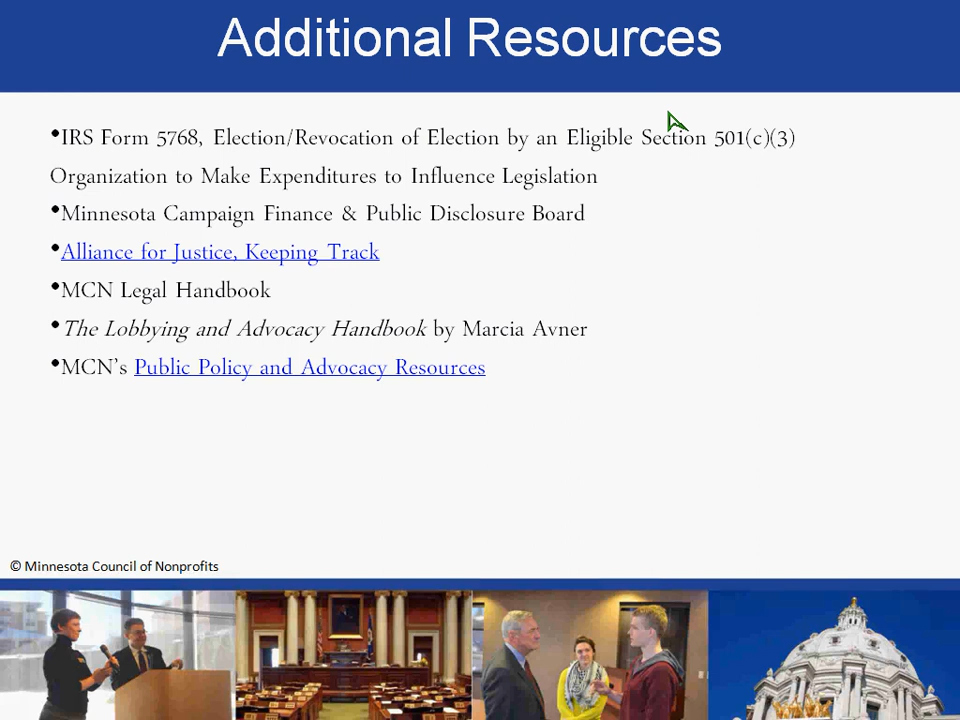 Additional Resources
•IRS Form 5768, Election/Revocation of Election by an Eligible Section 501(c)(3)
Organization to Make Expenditures to Influence Legislation
•Minnesota Campaign Finance & Public Disclosure Board
•Alliance for Justice, Keeping Track
•MCN Legal Handbook
•The Lobbying and Advocacy Handbook by Marcia Avner
•MCN’s Public Policy and Advocacy Resources
© Minnesota Council of Nonprofits